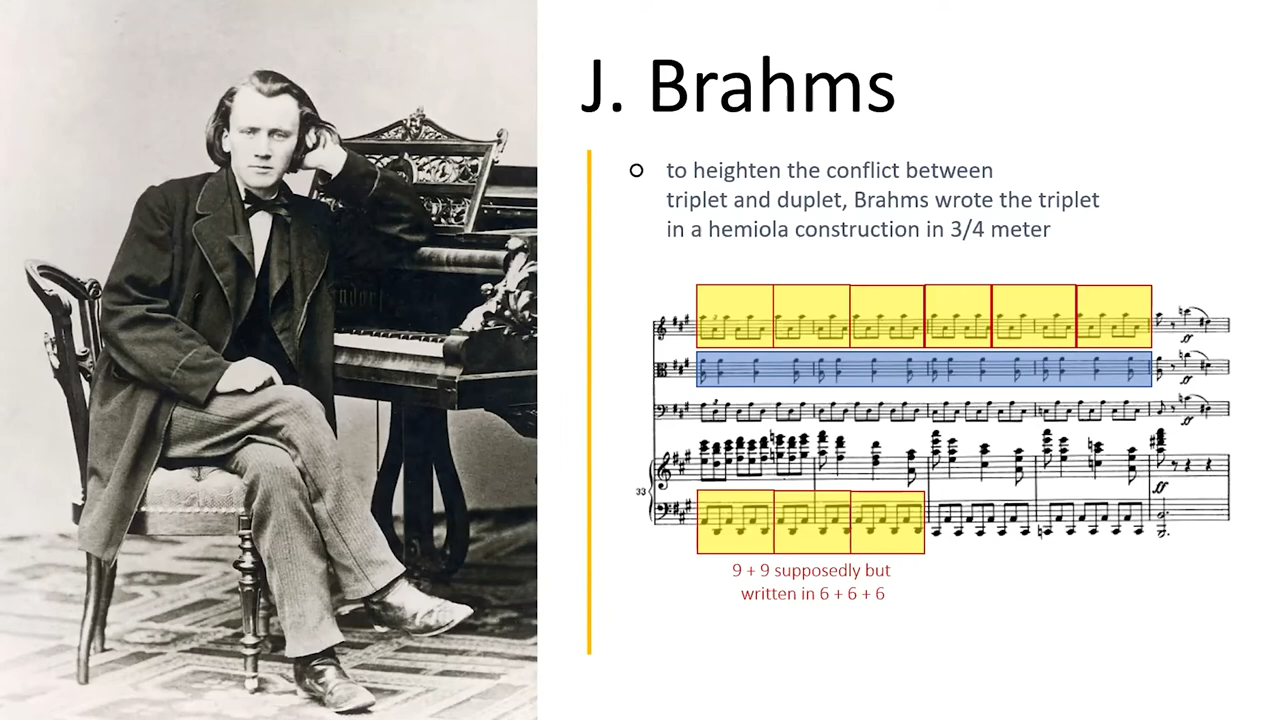 J. Brahms
to heighten the conflict between
triplet and duplet, Brahms wrote the triplet
in a hemiola construction in 3/4 meter
33
9 + 9 supposedly but
written in 6 + 6 + 6